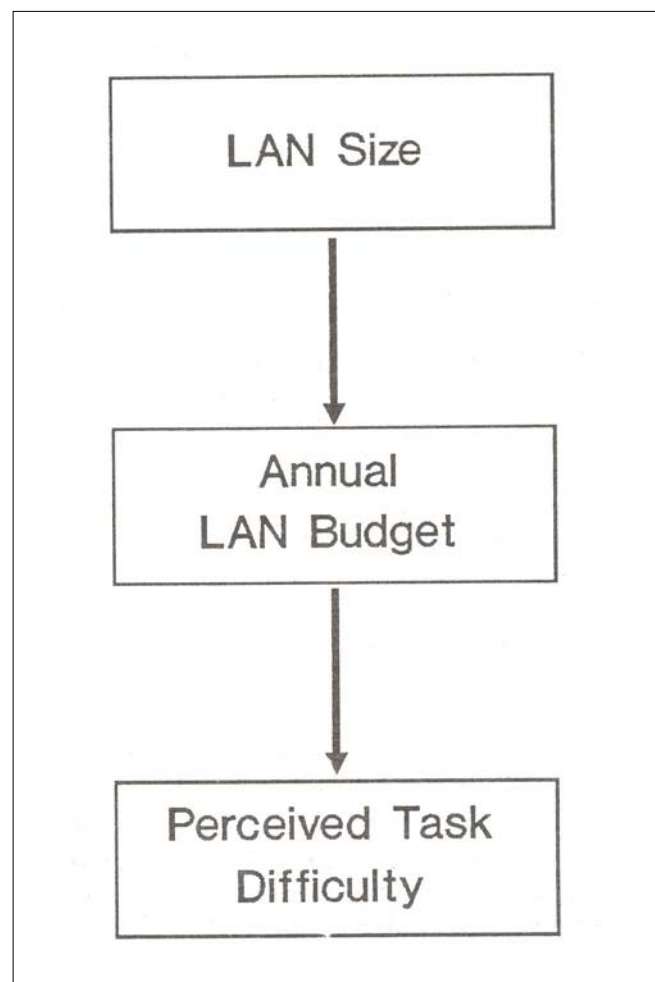 LAN Size
Annual
LAN Budget
Perceived Task
Difficulty